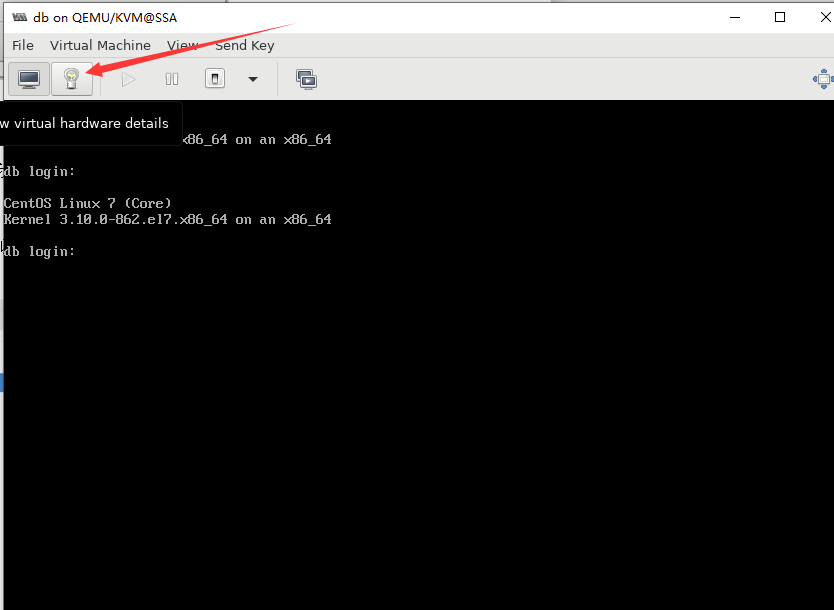 db on QEMU/KVM@SSA
File Virtual Machine View Send Key
w virtual hardware details
x86_64 on an x86_64
db login:
CentOS Linux 7 (Core)
Kernel 3.10.0-862.el7.x86_64 on an x86_64
db login: